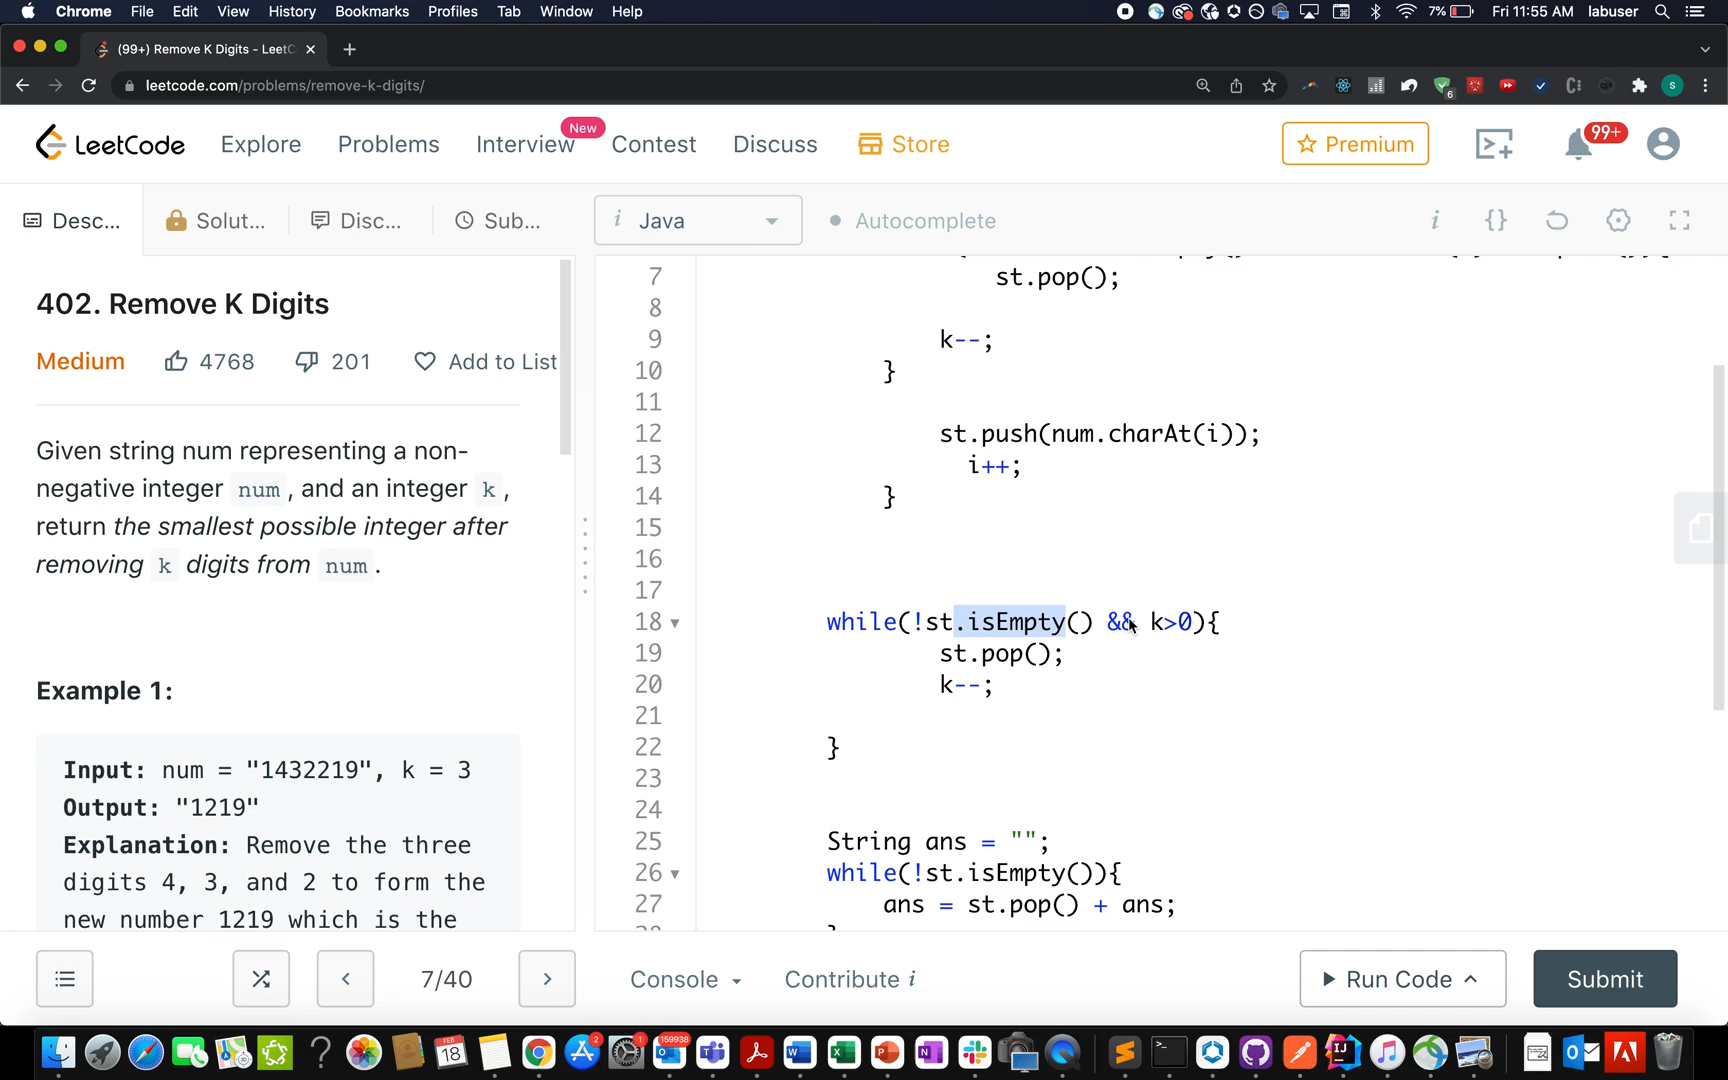 Chrome File Edit View History Bookmarks Profiles Tab Window Help 7% Fri 11:55 AM labuser
(99+) Remove K Digits - LeetC
leetcode.com/problems/remove-k-digits/
6
S
LeetCode Explore Problems Interview New Contest Discuss Store Premium 99+
Desc... Solut... Disc... Sub...
i Java Autocomplete i {}
402. Remove K Digits
Medium 4768 201 Add to List
Given string num representing a non-
negative integer num , and an integer k ,
return the smallest possible integer after
removing k digits from num .
Example 1:
Input: num = "1432219", k = 3
Output: "1219"
Explanation: Remove the three
digits 4, 3, and 2 to form the
new number 1219 which is the
7 st.pop();
8
9 k--;
10 }
11
12 st.push(num.charAt(i));
13 i++;
14 }
15
16
17
18 while(!st.isEmpty() && k>0){
19 st.pop();
20 k--;
21
22 }
23
24
25 String ans = "";
26 while(!st.isEmpty()){
27 ans = st.pop() + ans;
7/40
Console Contribute i Run Code Submit
2
FEB
18
1
159938